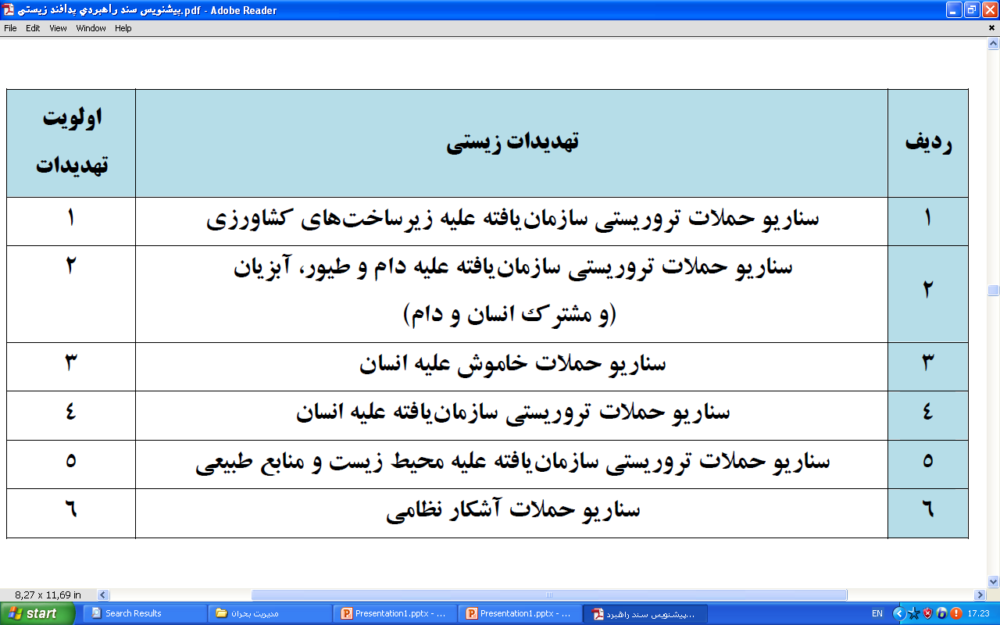 پیشنویس سند راهبردي پدافند زیستي.pdf - Adobe Reader
File Edit View Window Help
ردیف تهدیدات زیستی اولویت تهدیدات
۱ سناریو حملات تروریستی سازمان‌یافته علیه زیرساخت‌های کشاورزی ۱
۲ سناریو حملات تروریستی سازمان‌یافته علیه دام و طیور، آبزیان ۲
(و مشترك انسان و دام)
۳ سناریو حملات خاموش علیه انسان ۳
٤ سناریو حملات تروریستی سازمان‌یافته علیه انسان ٤
٥ سناریو حملات تروریستی سازمان‌یافته علیه محیط زیست و منابع طبیعی ٥
٦ سناریو حملات آشکار نظامی ٦
8,27 x 11,69 in
start Search Results مدیریت بحران Presentation1.pptx - ... Presentation1.pptx - ... پیشنویس سند راهبرد... EN 17.23